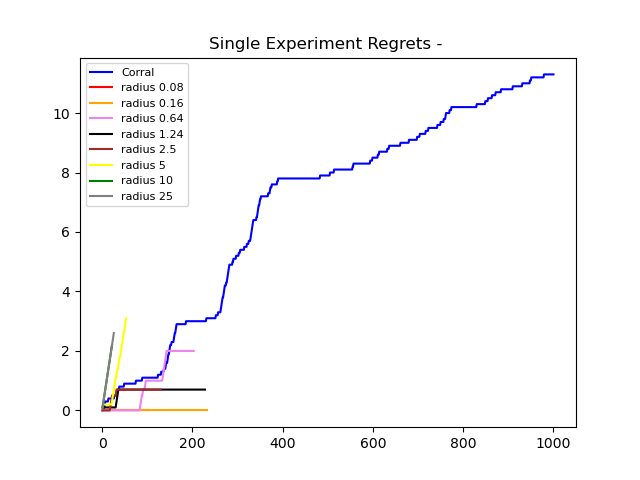 Single Experiment Regrets -
Corral
radius 0.08
radius 0.16
radius 0.64
radius 1.24
radius 2.5
radius 5
radius 10
radius 25
10
8
6
4
2
0
0 200 400 600 800 1000